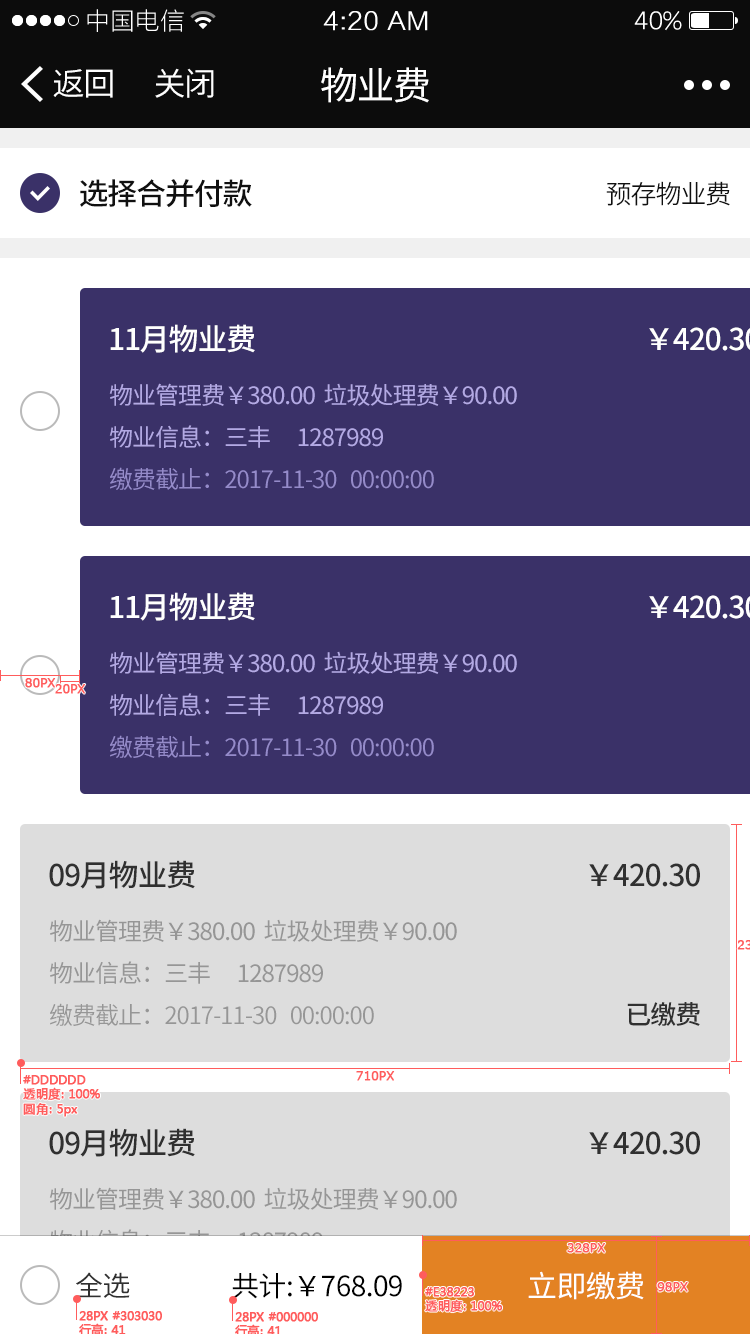 中国电信 4:20 AM 40%
返回 关闭 物业费
选择合并付款 预存物业费
11月物业费 ￥420.30
物业管理费￥380.00 垃圾处理费￥90.00
物业信息：三丰 1287989
缴费截止：2017-11-30 00:00:00
11月物业费 ￥420.30
物业管理费￥380.00 垃圾处理费￥90.00
物业信息：三丰 1287989
80PX 20PX
缴费截止：2017-11-30 00:00:00
09月物业费 ￥420.30
物业管理费￥380.00 垃圾处理费￥90.00
23
物业信息：三丰 1287989
缴费截止：2017-11-30 00:00:00 已缴费
710PX
#DDDDDD
透明度: 100%
圆角: 5px
09月物业费 ￥420.30
物业管理费￥380.00 垃圾处理费￥90.00
物业信息：三丰 1287989
328PX
全选 共计:￥768.09 立即缴费 98PX
#E38223
透明度: 100%
28PX #303030 28PX #000000
行高: 41 行高: 41